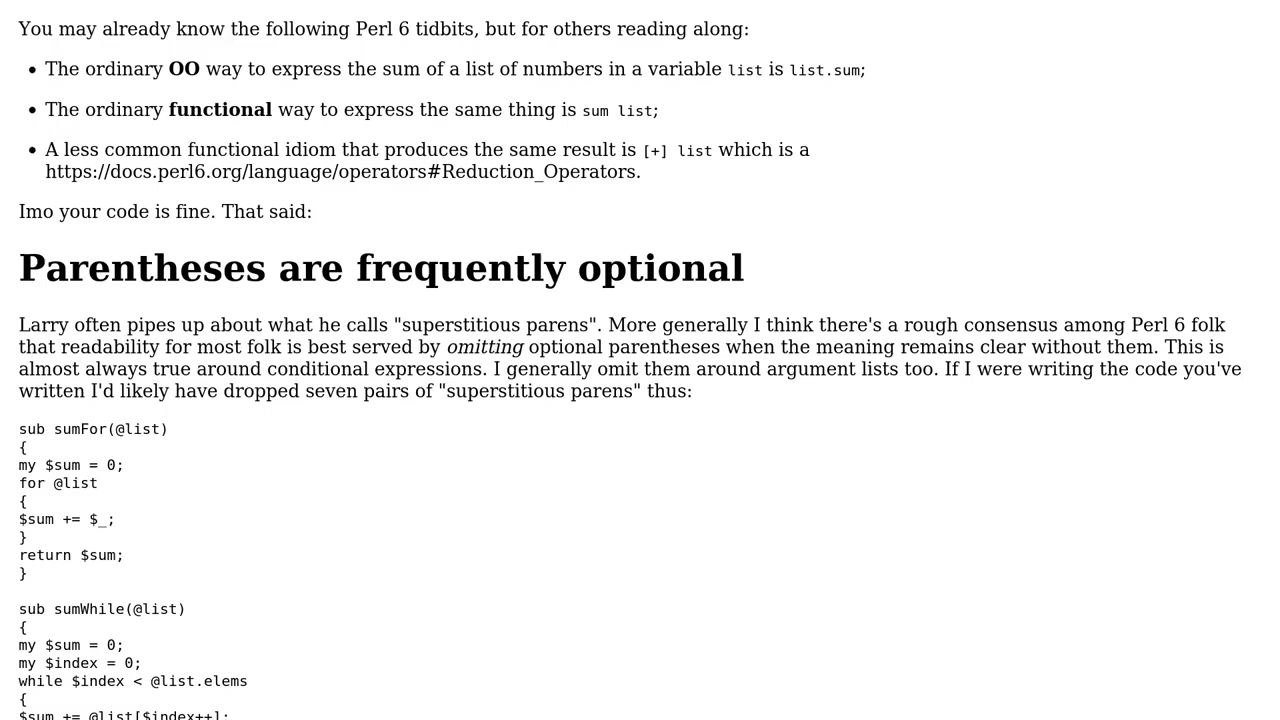 You may already know the following Perl 6 tidbits, but for others reading along:
• The ordinary OO way to express the sum of a list of numbers in a variable list is list.sum;
• The ordinary functional way to express the same thing is sum list;
• A less common functional idiom that produces the same result is [+] list which is a
https://docs.perl6.org/language/operators#Reduction_Operators.
Imo your code is fine. That said:
Parentheses are frequently optional
Larry often pipes up about what he calls "superstitious parens". More generally I think there's a rough consensus among Perl 6 folk
that readability for most folk is best served by omitting optional parentheses when the meaning remains clear without them. This is
almost always true around conditional expressions. I generally omit them around argument lists too. If I were writing the code you've
written I'd likely have dropped seven pairs of "superstitious parens" thus:
sub sumFor(@list)
{
my $sum = 0;
for @list
{
$sum += $_;
}
return $sum;
}
sub sumWhile(@list)
{
my $sum = 0;
my $index = 0;
while $index < @list.elems
{
$sum += @list[$index++];